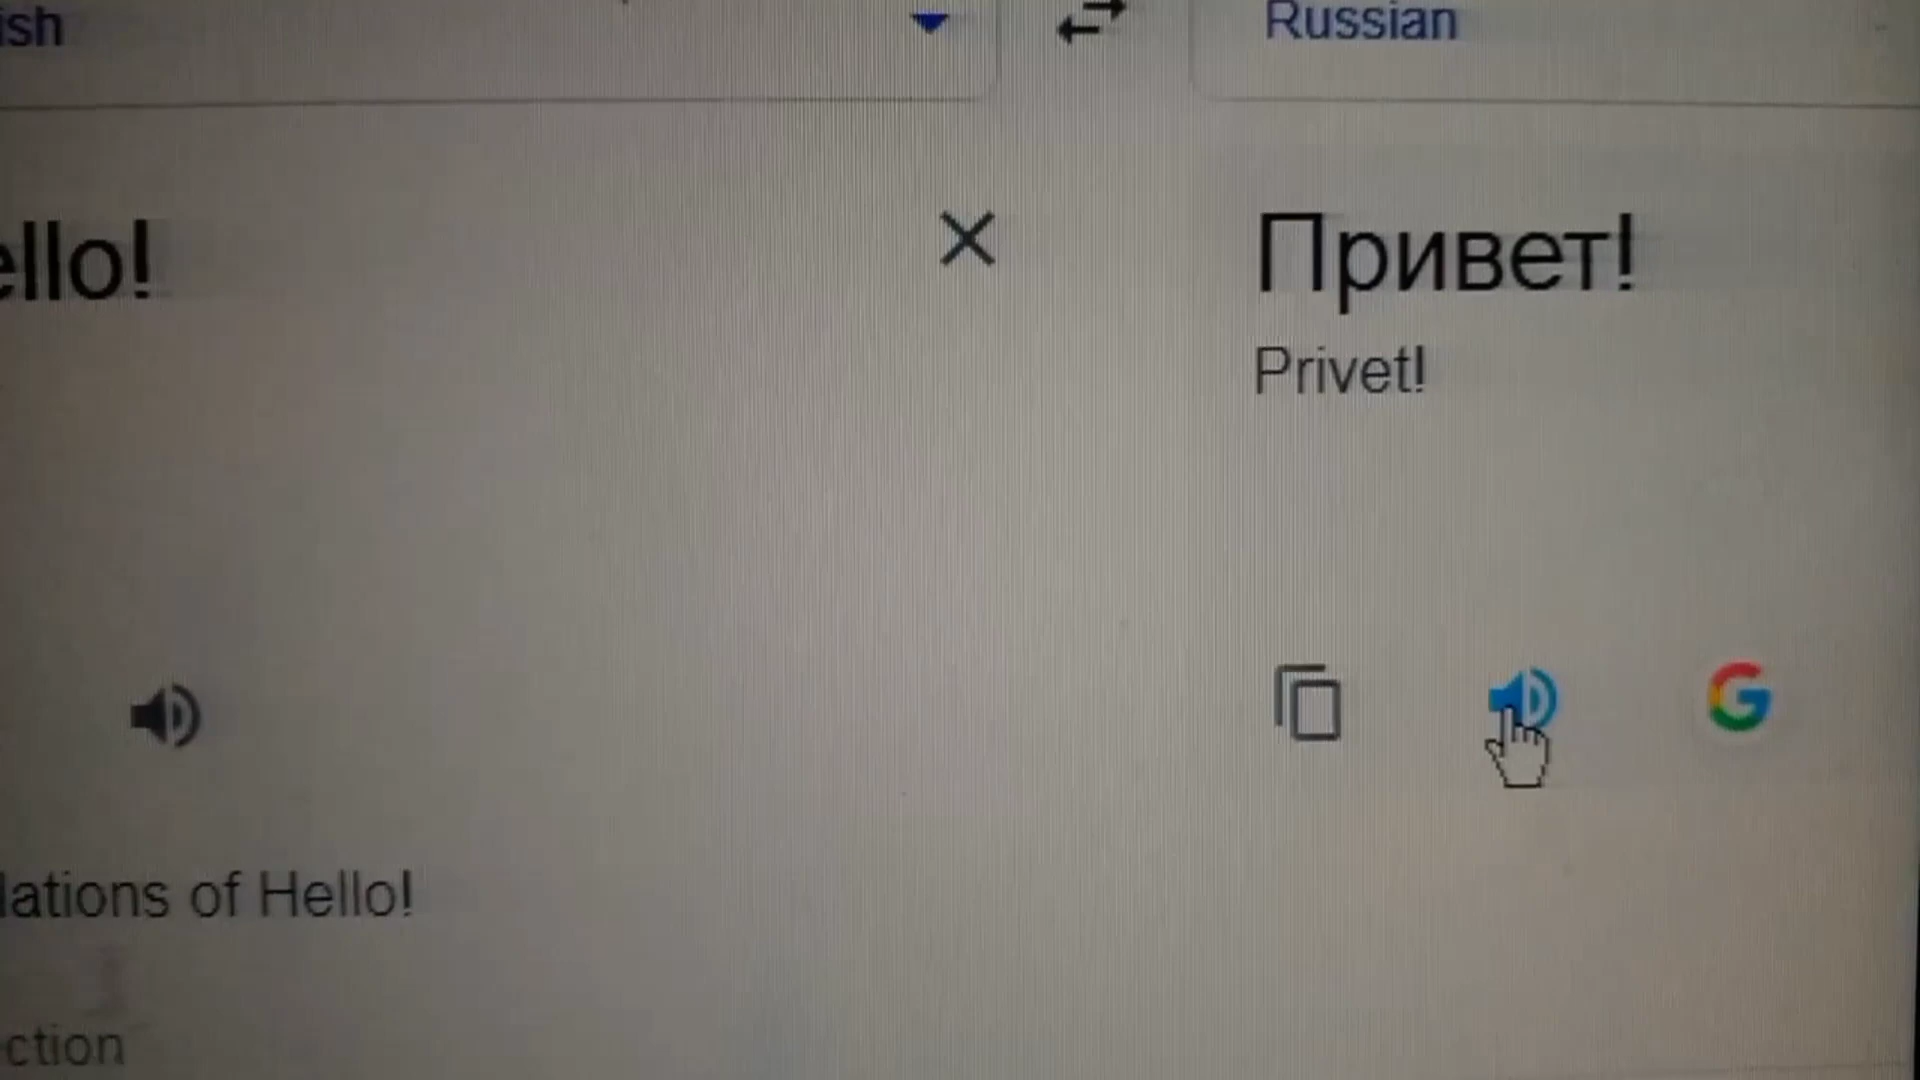 ish
Russian
ello!
Привет!
Privet!
lations of Hello!
ction